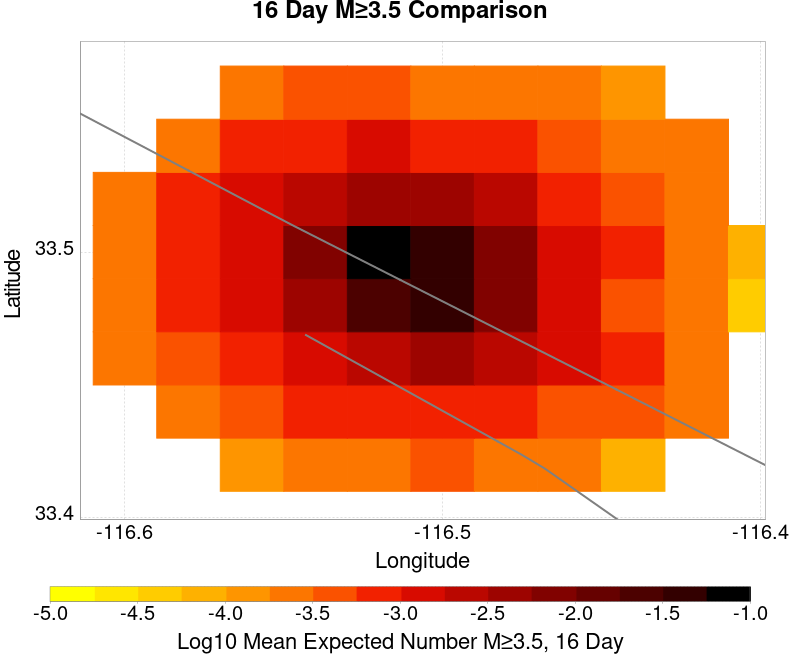 16 Day M≥3.5 Comparison
Latitude
33.5
33.4
-116.6 -116.5 -116.4
Longitude
-5.0 -4.5 -4.0 -3.5 -3.0 -2.5 -2.0 -1.5 -1.0
Log10 Mean Expected Number M≥3.5, 16 Day